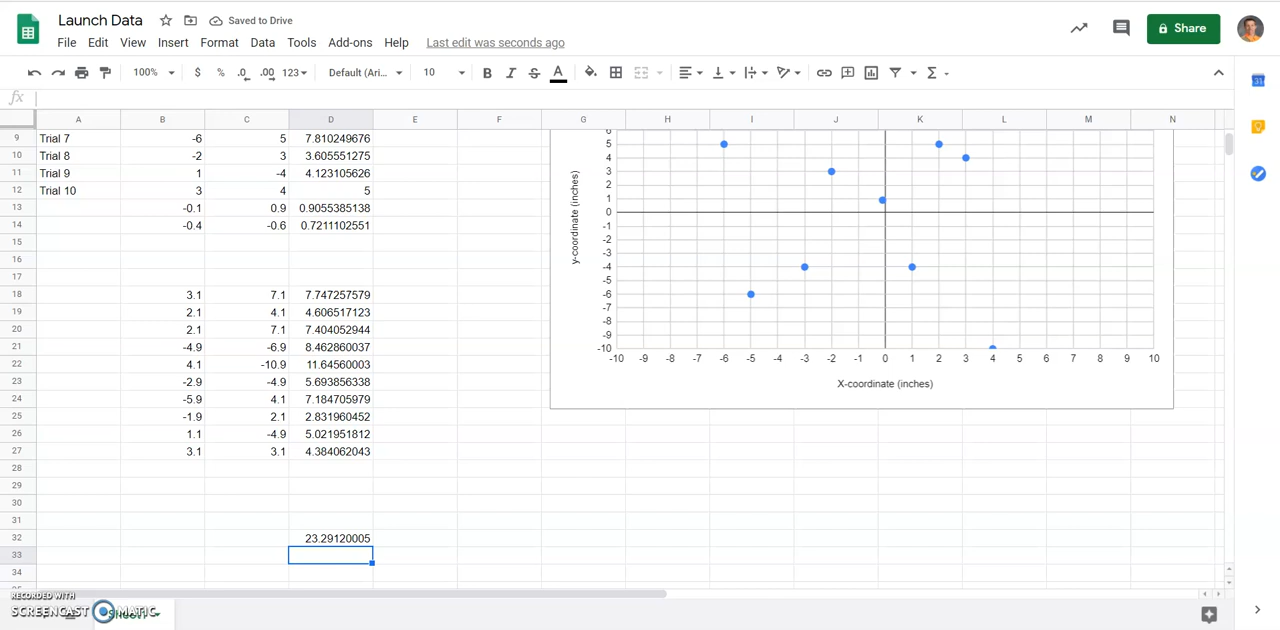 Launch Data Saved to Drive
File Edit View Insert Format Data Tools Add-ons Help Last edit was seconds ago
Share
100% $ % .0 .00 123 Default (Ari... 10 B I S A Σ
fx
A B C D E F G H I J K L M N
9 Trial 7 -6 5 7.810249676
10 Trial 8 -2 3 3.605551275
11 Trial 9 1 -4 4.123105626
12 Trial 10 3 4 5
13 -0.1 0.9 0.9055385138
14 -0.4 -0.6 0.7211102551
15
16
17
18 3.1 7.1 7.747257579
19 2.1 4.1 4.606517123
20 2.1 7.1 7.404052944
21 -4.9 -6.9 8.462860037
22 4.1 -10.9 11.64560003
23 -2.9 -4.9 5.693856338
24 -5.9 4.1 7.184705979
25 -1.9 2.1 2.831960452
26 1.1 -4.9 5.021951812
27 3.1 3.1 4.384062043
28
29
30
31
32 23.29120005
33
34
y-coordinate (inches)
6
5
4
3
2
1
0
-1
-2
-3
-4
-5
-6
-7
-8
-9
-10
-10 -9 -8 -7 -6 -5 -4 -3 -2 -1 0 1 2 3 4 5 6 7 8 9 10
X-coordinate (inches)
31
RECORDED WITH
SCREENCAST MATIC